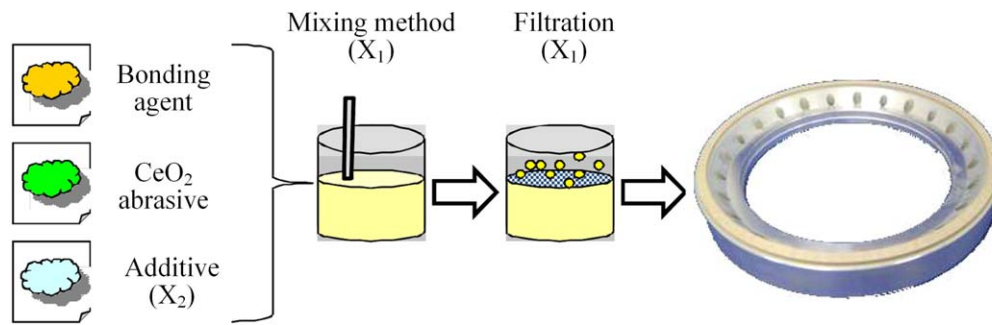 Mixing method
(X₁)
Filtration
(X₁)
Bonding
agent
CeO₂
abrasive
Additive
(X₂)